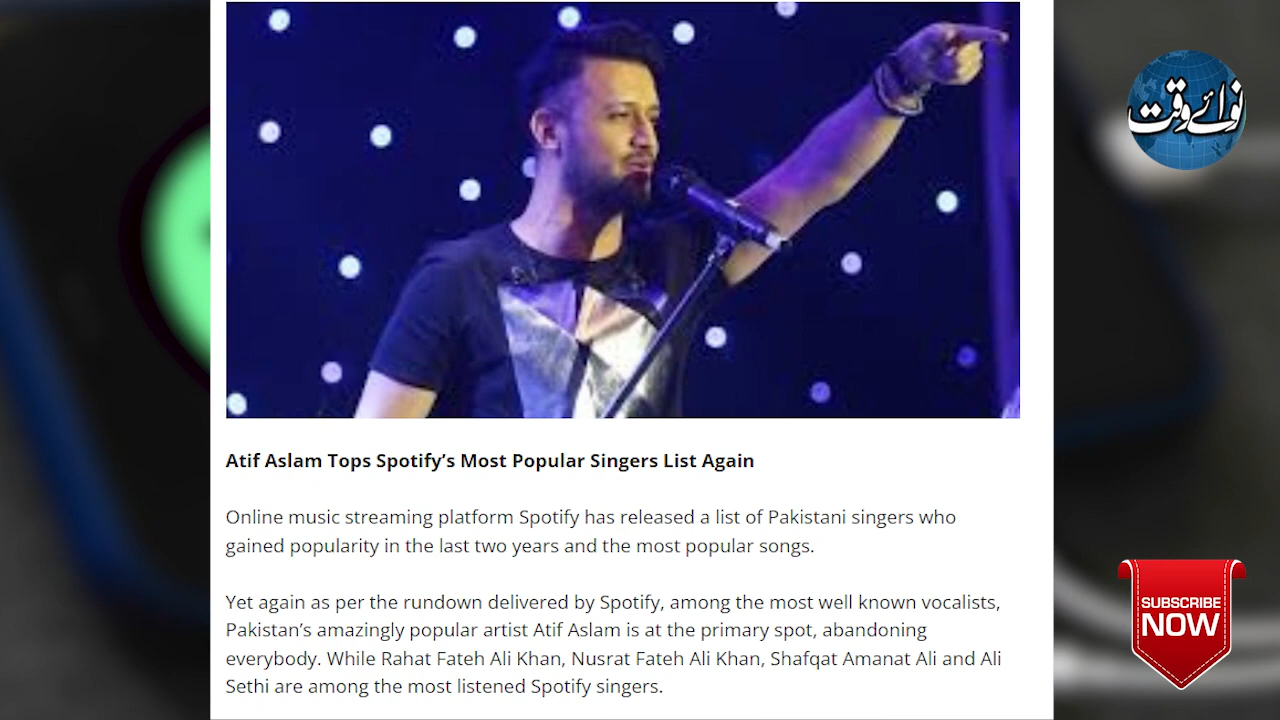 نوائے وقت
Atif Aslam Tops Spotify’s Most Popular Singers List Again
Online music streaming platform Spotify has released a list of Pakistani singers who
gained popularity in the last two years and the most popular songs.
Yet again as per the rundown delivered by Spotify, among the most well known vocalists,
Pakistan’s amazingly popular artist Atif Aslam is at the primary spot, abandoning
everybody. While Rahat Fateh Ali Khan, Nusrat Fateh Ali Khan, Shafqat Amanat Ali and Ali
Sethi are among the most listened Spotify singers.
SUBSCRIBE
NOW